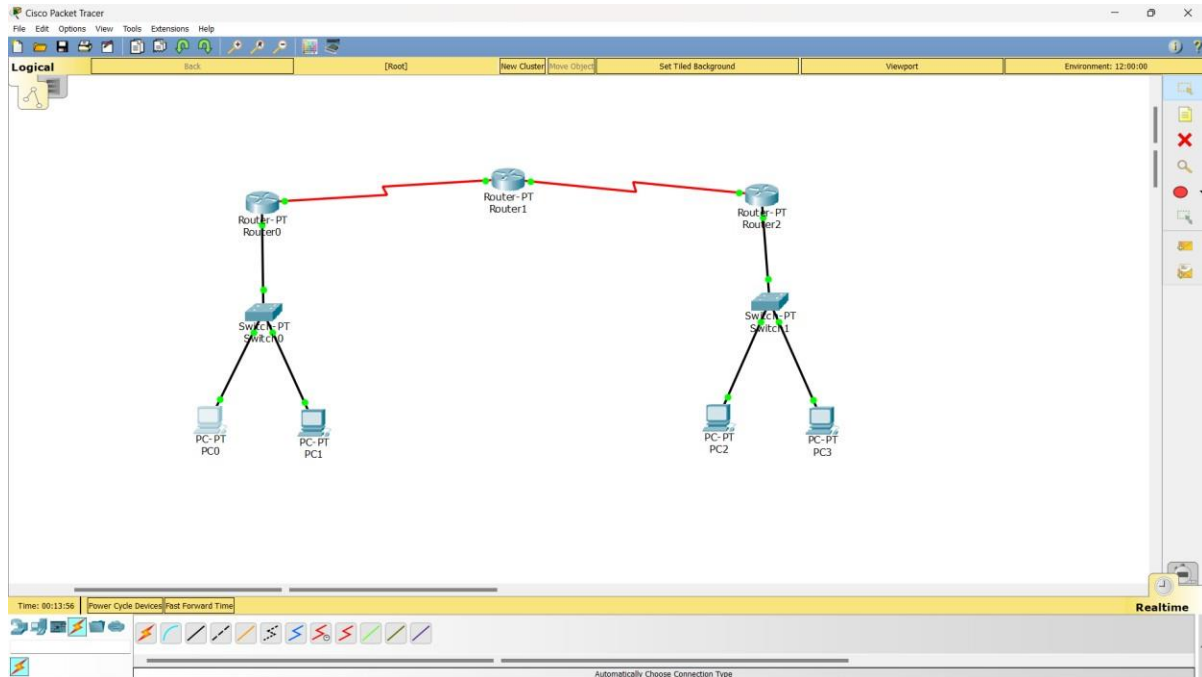 Cisco Packet Tracer
File Edit Options View Tools Extensions Help
Logical
Back
[Root]
New Cluster
Move Object
Set Tiled Background
Viewport
Environment: 12:00:00
Router-PT
Router0
Router-PT
Router1
Router-PT
Router2
Switch-PT
Switch0
Switch-PT
Switch1
PC-PT
PC0
PC-PT
PC1
PC-PT
PC2
PC-PT
PC3
Time: 00:13:56
Power Cycle Devices
Fast Forward Time
Realtime
Automatically Choose Connection Type